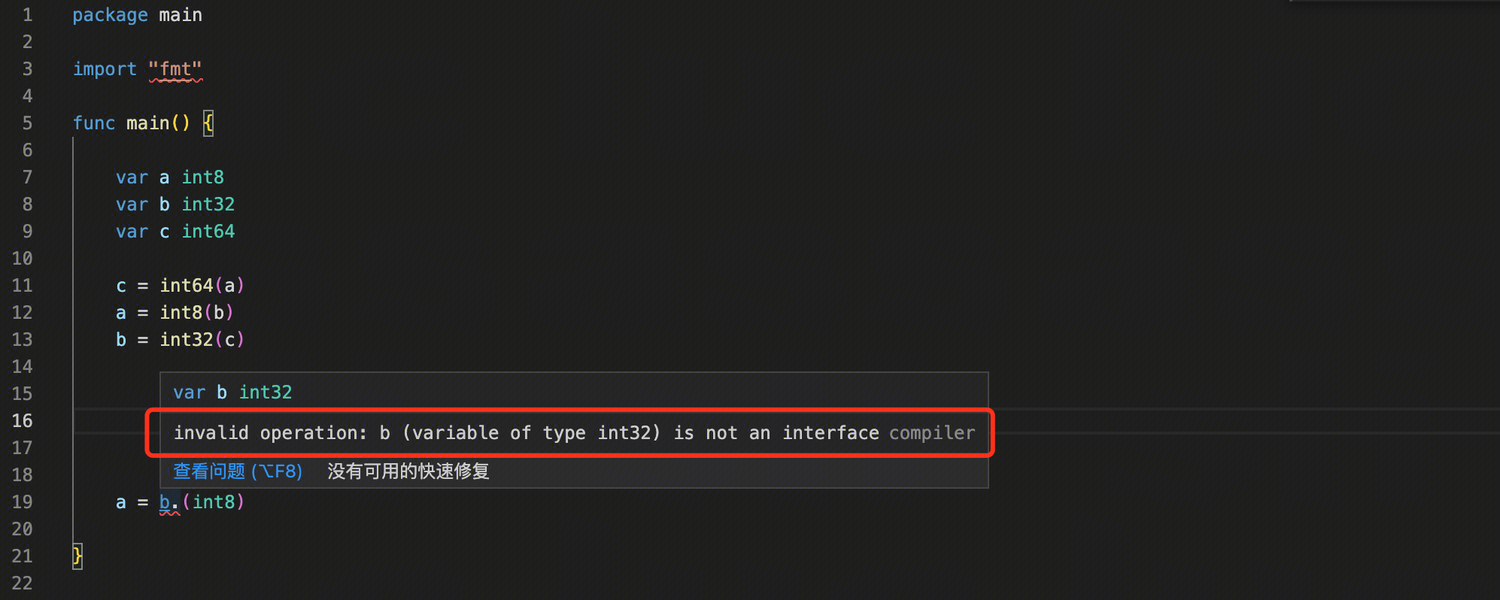 1 package main
2
3 import "fmt"
4
5 func main() {
6
7 var a int8
8 var b int32
9 var c int64
10
11 c = int64(a)
12 a = int8(b)
13 b = int32(c)
14
15 var b int32
16 invalid operation: b (variable of type int32) is not an interface compiler
17
18 查看问题 (⌥F8) 没有可用的快速修复
19 a = b.(int8)
20
21 }
22